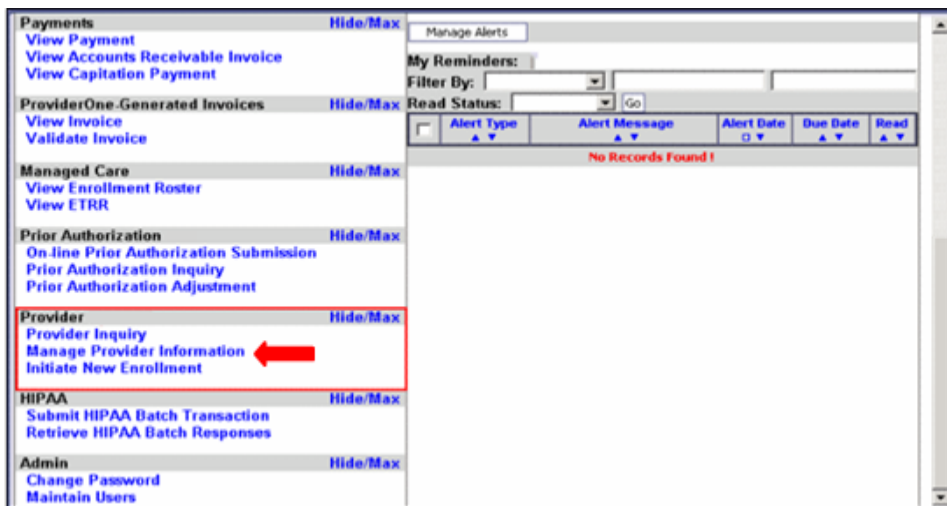 Payments Hide/Max
View Payment
View Accounts Receivable Invoice
View Capitation Payment
ProviderOne-Generated Invoices Hide/Max
View Invoice
Validate Invoice
Managed Care Hide/Max
View Enrollment Roster
View ETRR
Prior Authorization Hide/Max
On-line Prior Authorization Submission
Prior Authorization Inquiry
Prior Authorization Adjustment
Provider Hide/Max
Provider Inquiry
Manage Provider Information
Initiate New Enrollment
HIPAA Hide/Max
Submit HIPAA Batch Transaction
Retrieve HIPAA Batch Responses
Admin Hide/Max
Change Password
Maintain Users
Manage Alerts
My Reminders:
Filter By:
Read Status: Go
Alert Type Alert Message Alert Date Due Date Read
No Records Found !